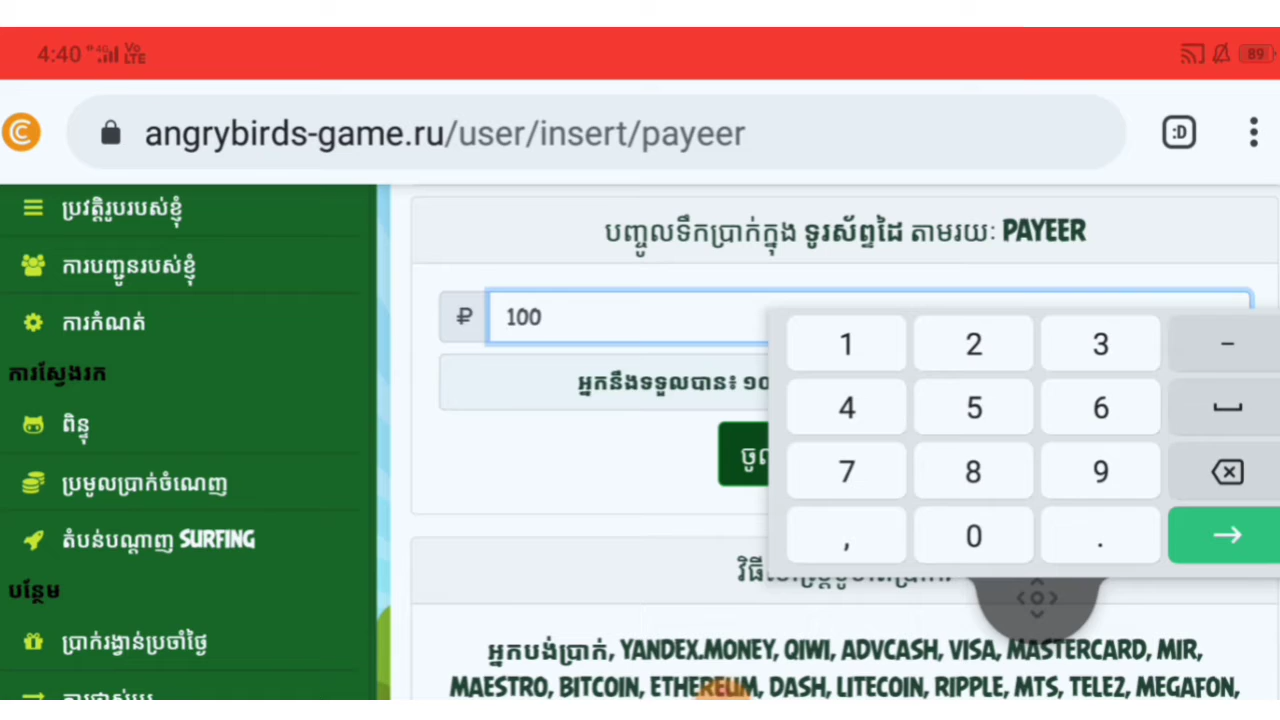 4:40 4G Vo LTE 89
angrybirds-game.ru/user/insert/payeer :D
ប្រវត្តិរូបរបស់ខ្ញុំ
ការបញ្ជូនរបស់ខ្ញុំ
ការកំណត់
ការស្វែងរក
ពិន្ទុ
ប្រមូលប្រាក់ចំណេញ
តំបន់បណ្តាញ SURFING
បន្ថែម
ប្រាក់រង្វាន់ប្រចាំថ្ងៃ
បញ្ចូលទឹកប្រាក់ក្នុង ទូរស័ព្ទដៃ តាមរយៈ PAYEER
₽ 100
អ្នកនឹងទទួលបាន៖ ១០
1 2 3 -
4 5 6
7 8 9
, 0 .
អ្នកបង់ប្រាក់, YANDEX.MONEY, QIWI, ADVCASH, VISA, MASTERCARD, MIR,
MAESTRO, BITCOIN, ETHEREUM, DASH, LITECOIN, RIPPLE, MTS, TELE2, MEGAFON,